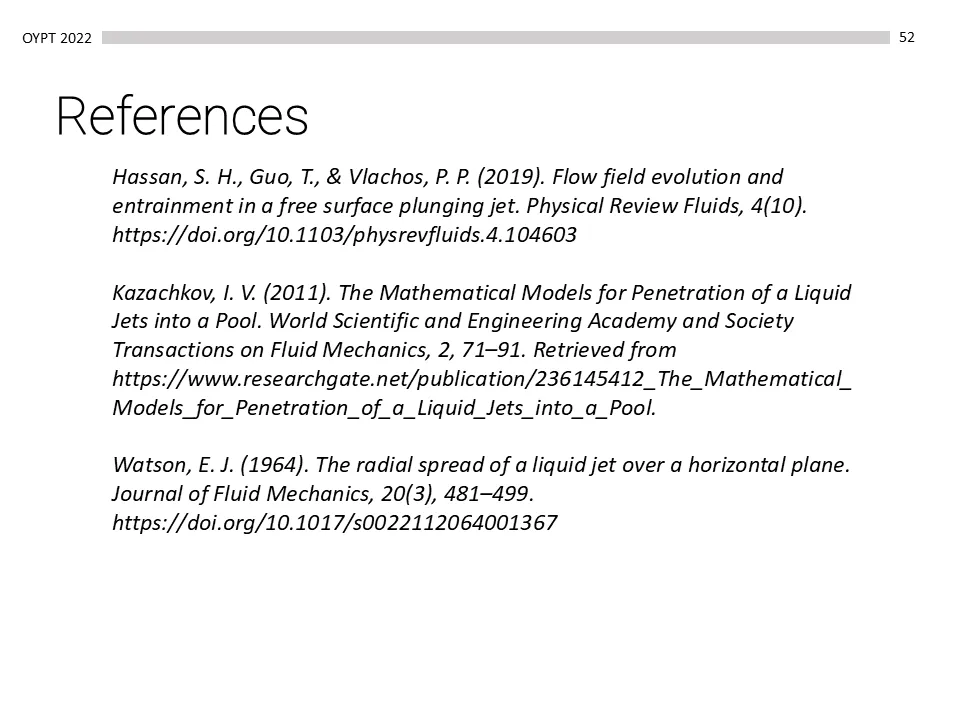 OYPT 2022
52
References
Hassan, S. H., Guo, T., & Vlachos, P. P. (2019). Flow field evolution and
entrainment in a free surface plunging jet. Physical Review Fluids, 4(10).
https://doi.org/10.1103/physrevfluids.4.104603
Kazachkov, I. V. (2011). The Mathematical Models for Penetration of a Liquid
Jets into a Pool. World Scientific and Engineering Academy and Society
Transactions on Fluid Mechanics, 2, 71–91. Retrieved from
https://www.researchgate.net/publication/236145412_The_Mathematical_
Models_for_Penetration_of_a_Liquid_Jets_into_a_Pool.
Watson, E. J. (1964). The radial spread of a liquid jet over a horizontal plane.
Journal of Fluid Mechanics, 20(3), 481–499.
https://doi.org/10.1017/s0022112064001367